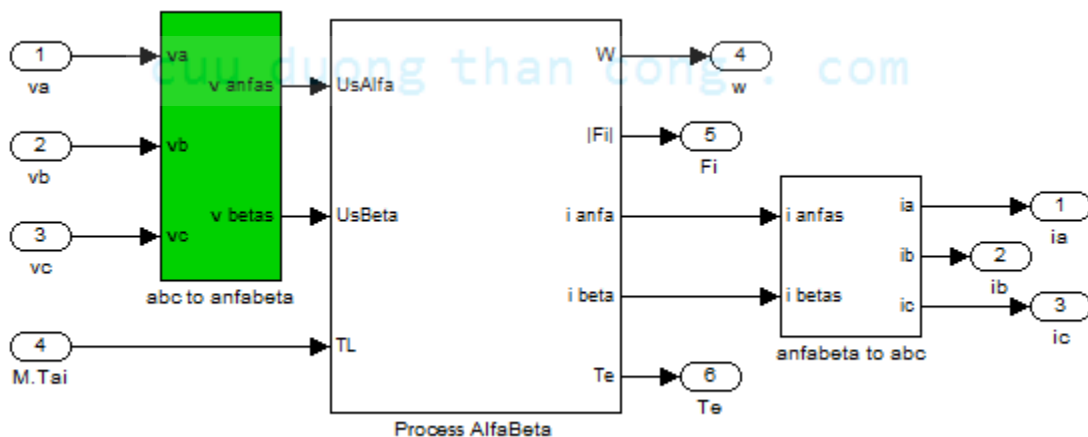 1
va
2
vb
3
vc
4
M.Tai
va
v anfas
vb
v betas
vc
abc to anfabeta
UsAlfa
UsBeta
TL
W
|Fi|
i anfa
i beta
Te
Process AlfaBeta
4
w
5
Fi
6
Te
i anfas
i betas
ia
ib
ic
anfabeta to abc
1
ia
2
ib
3
ic
cuu duong than cong . com